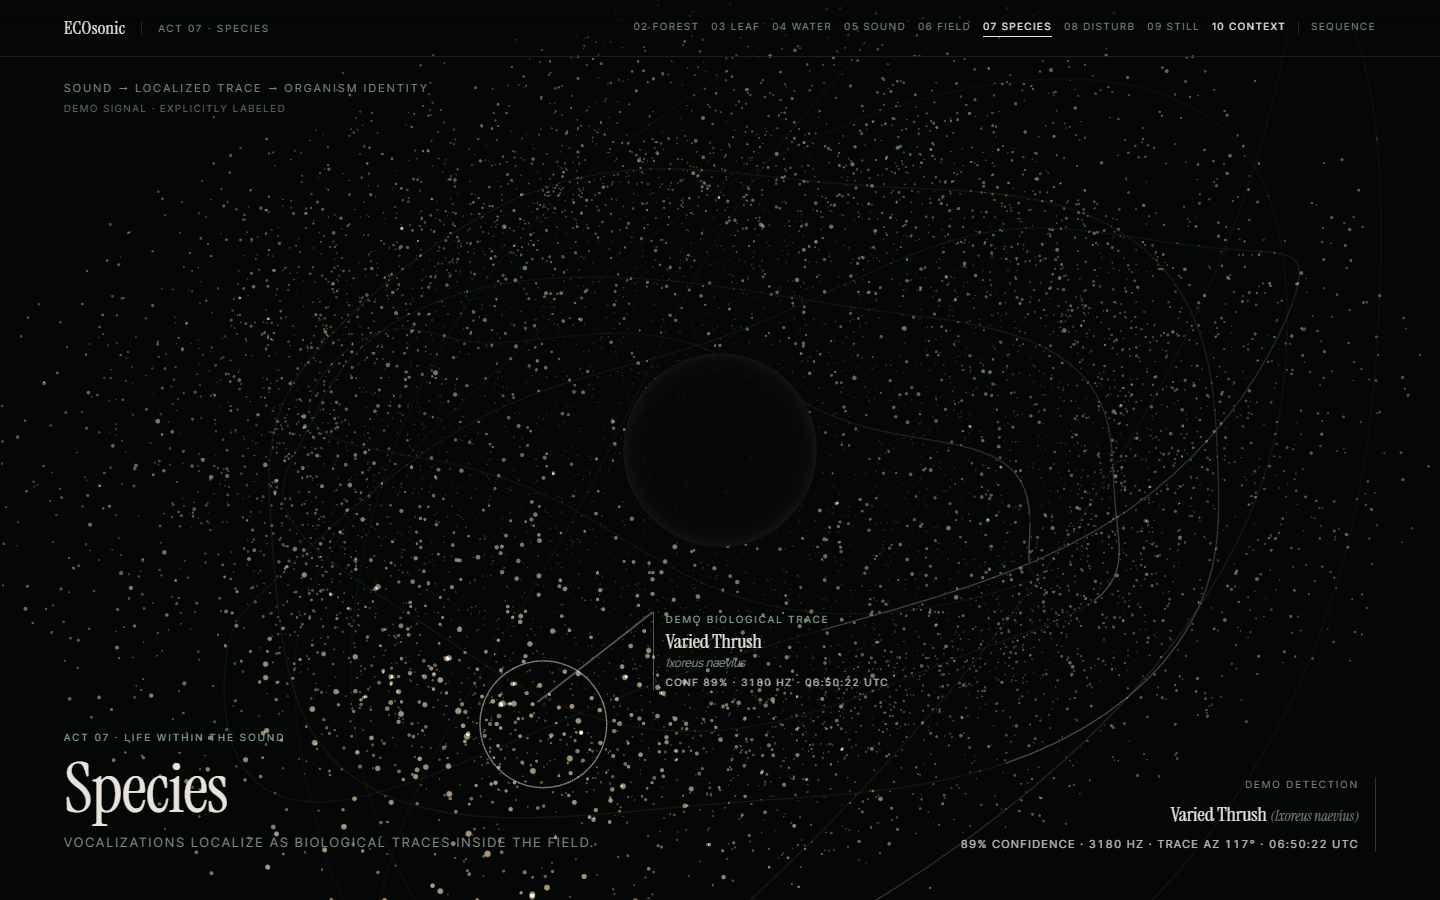 ECOsonic
ACT 07 · SPECIES
02 FOREST 03 LEAF 04 WATER 05 SOUND 06 FIELD 07 SPECIES 08 DISTURB 09 STILL 10 CONTEXT SEQUENCE
SOUND → LOCALIZED TRACE → ORGANISM IDENTITY
DEMO SIGNAL · EXPLICITLY LABELED
DEMO BIOLOGICAL TRACE
Varied Thrush
Ixoreus naevius
CONF 89% · 3180 HZ · 06:50:22 UTC
ACT 07 · LIFE WITHIN THE SOUND
Species
VOCALIZATIONS LOCALIZE AS BIOLOGICAL TRACES INSIDE THE FIELD.
DEMO DETECTION
Varied Thrush (Ixoreus naevius)
89% CONFIDENCE · 3180 HZ · TRACE AZ 117° · 06:50:22 UTC